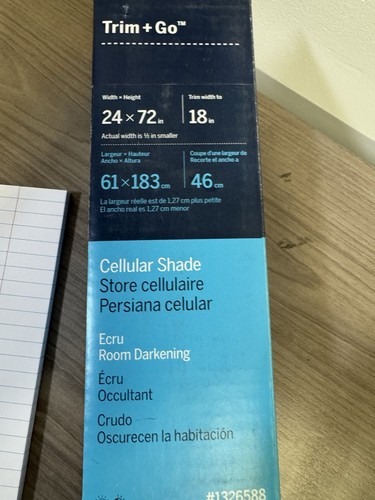 Trim + Go™
Width × Height
24 × 72 in
Trim width to
18 in
Actual width is ½ in smaller
Largeur × Hauteur
Ancho × Altura
61 × 183 cm
Coupe d'une largeur de
Recorte el ancho a
46 cm
La largeur réelle est de 1,27 cm plus petite
El ancho real es 1,27 cm menor
Cellular Shade
Store cellulaire
Persiana celular
Ecru
Room Darkening
Écru
Occultant
Crudo
Oscurecen la habitación
#1326588